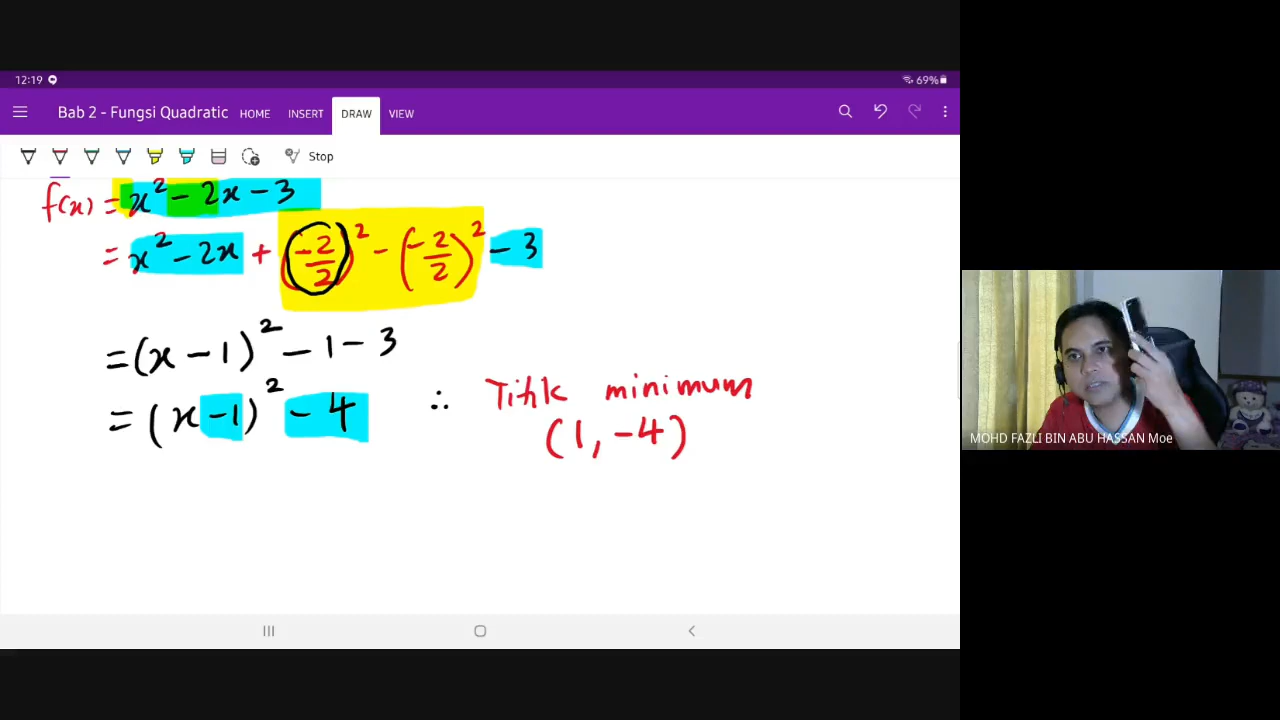 12:19 69%
Bab 2 - Fungsi Quadratic HOME INSERT DRAW VIEW
Stop
f(x) = x² - 2x - 3
= x² - 2x + (-2/2)² - (-2/2)² - 3
= (x - 1)² - 1 - 3
= (x - 1)² - 4 ∴ Titik minimum
(1, -4)
MOHD FAZLI BIN ABU HASSAN Moe